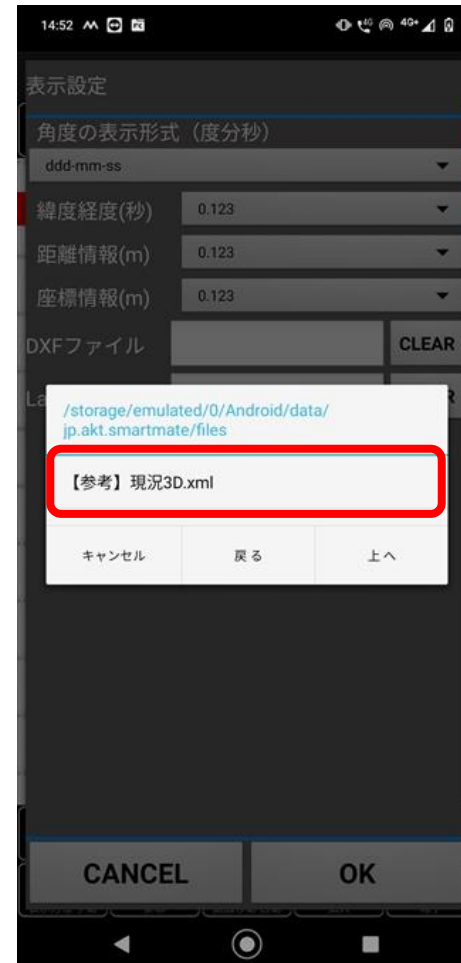 14:52
4G 4G+
表示設定
角度の表示形式（度分秒）
ddd-mm-ss
緯度経度(秒) 0.123
距離情報(m) 0.123
座標情報(m) 0.123
DXFファイル CLEAR
La R
/storage/emulated/0/Android/data/
jp.akt.smartmate/files
【参考】現況3D.xml
キャンセル 戻る 上へ
CANCEL OK